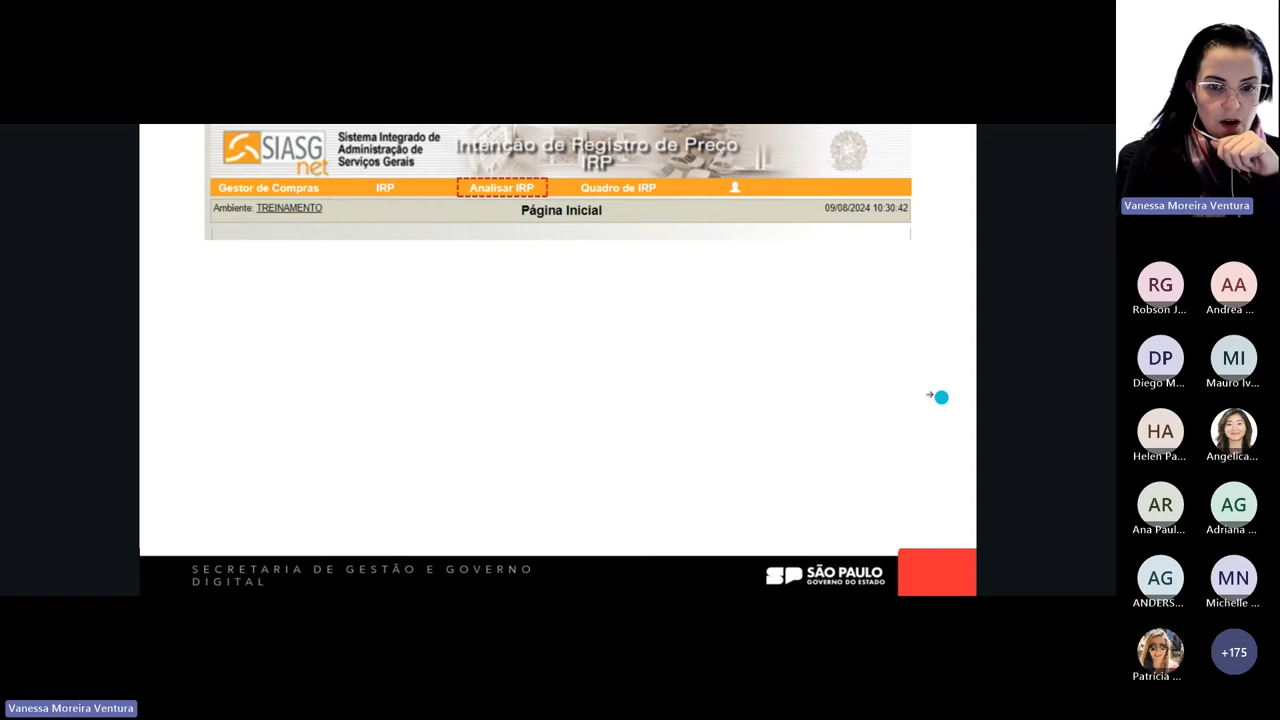 SIASG
net
Sistema Integrado de
Administração de
Serviços Gerais
Intenção de Registro de Preço
IRP
Gestor de Compras
IRP
Analisar IRP
Quadro de IRP
Ambiente: TREINAMENTO
Página Inicial
09/08/2024 10:30:42
SECRETARIA DE GESTÃO E GOVERNO
DIGITAL
SP
SÃO PAULO
GOVERNO DO ESTADO
Vanessa Moreira Ventura
RG
AA
Robson J...
Andrea ...
DP
MI
Diego M...
Mauro Iv...
HA
Helen Pa...
Angelica...
AR
AG
Ana Paul...
Adriana ...
AG
MN
ANDERS...
Michelle ...
+175
Patrícia ...
Vanessa Moreira Ventura